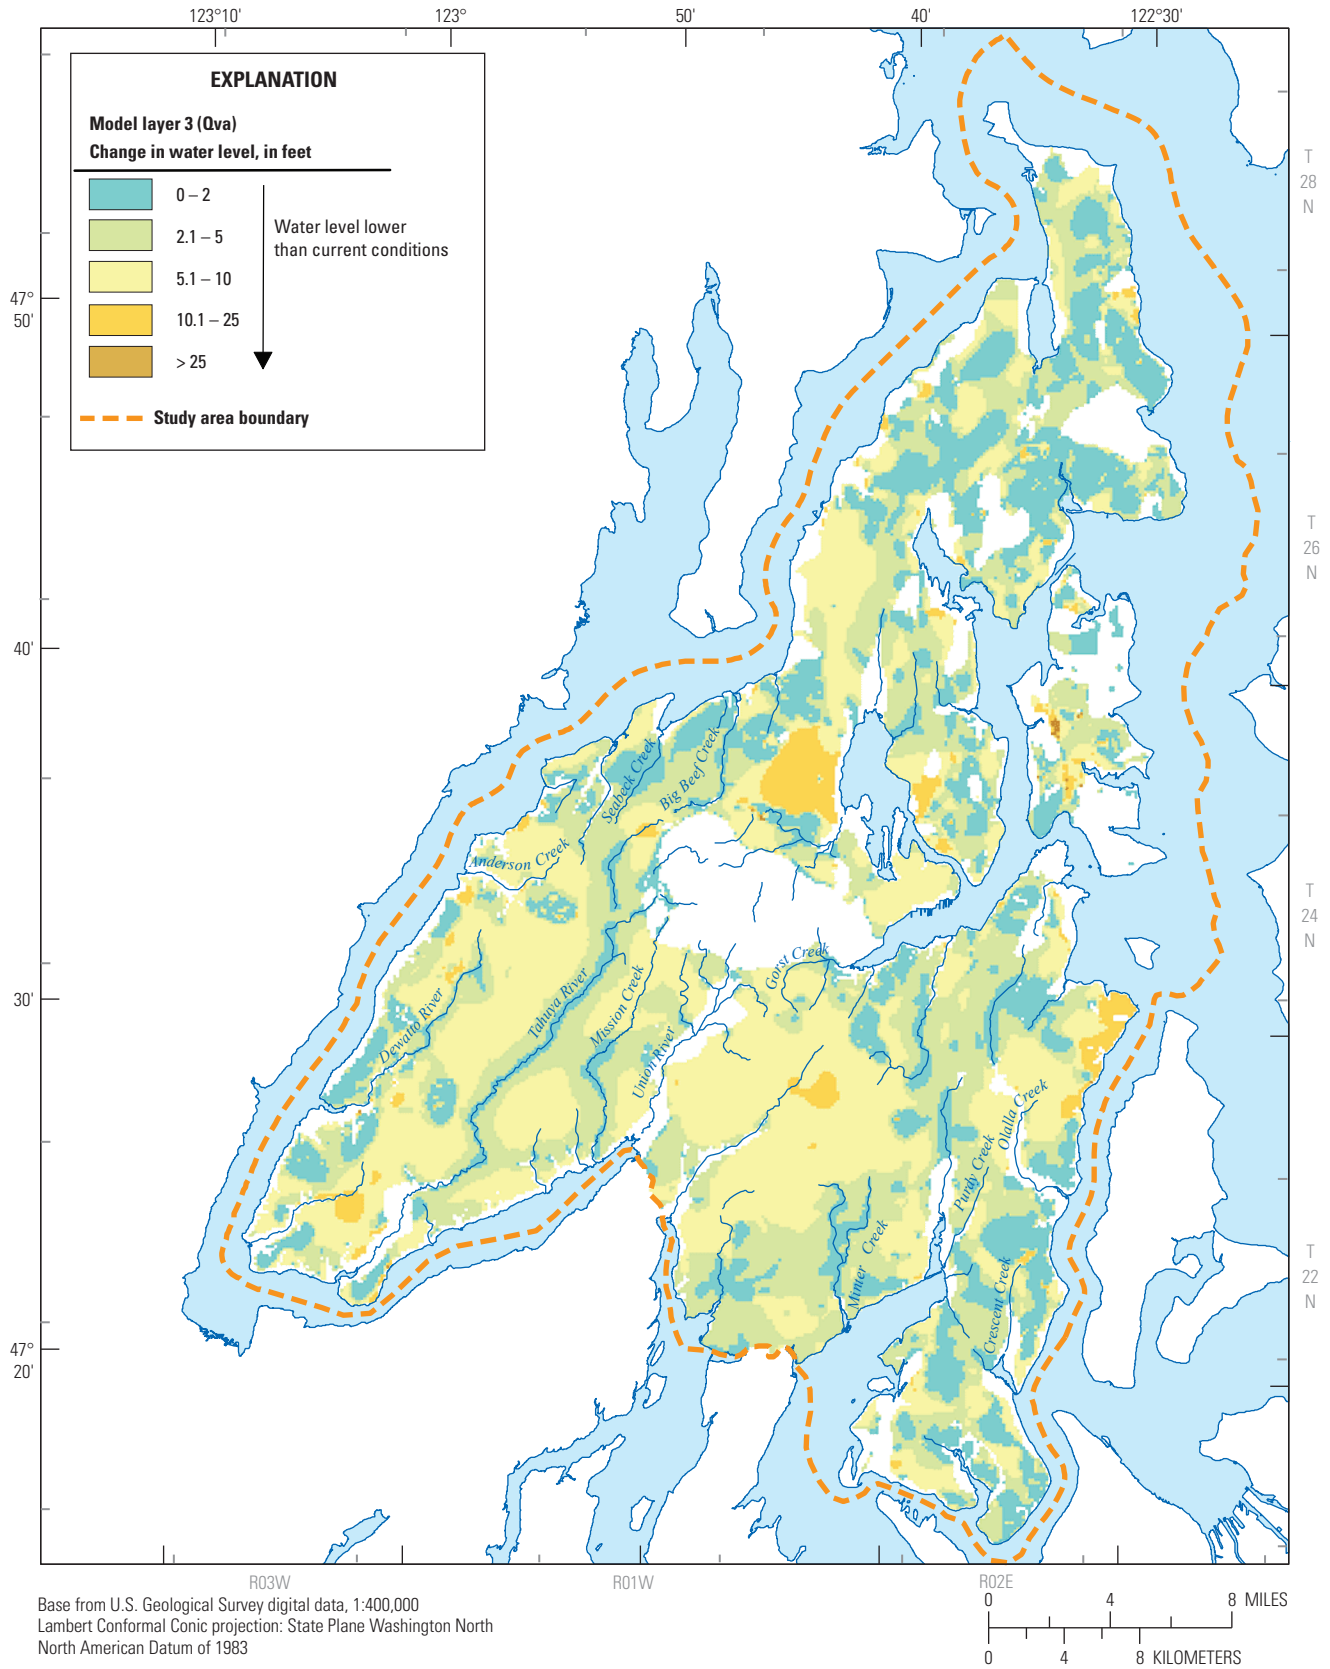 123°10'
123°
50'
40'
122°30'
EXPLANATION
Model layer 3 (Qva)
Change in water level, in feet
0 – 2
2.1 – 5
5.1 – 10
10.1 – 25
> 25
Water level lower
than current conditions
Study area boundary
T
28
N
47°
50'
T
26
N
40'
Seabeck Creek
Big Beef Creek
Anderson Creek
T
24
N
Gorst Creek
30'
Dewatto River
Tahuya River
Mission Creek
Union River
Olalla Creek
Purdy Creek
Minter Creek
Crescent Creek
T
22
N
47°
20'
R03W
R01W
R02E
Base from U.S. Geological Survey digital data, 1:400,000
Lambert Conformal Conic projection: State Plane Washington North
North American Datum of 1983
0 4 8 MILES
0 4 8 KILOMETERS